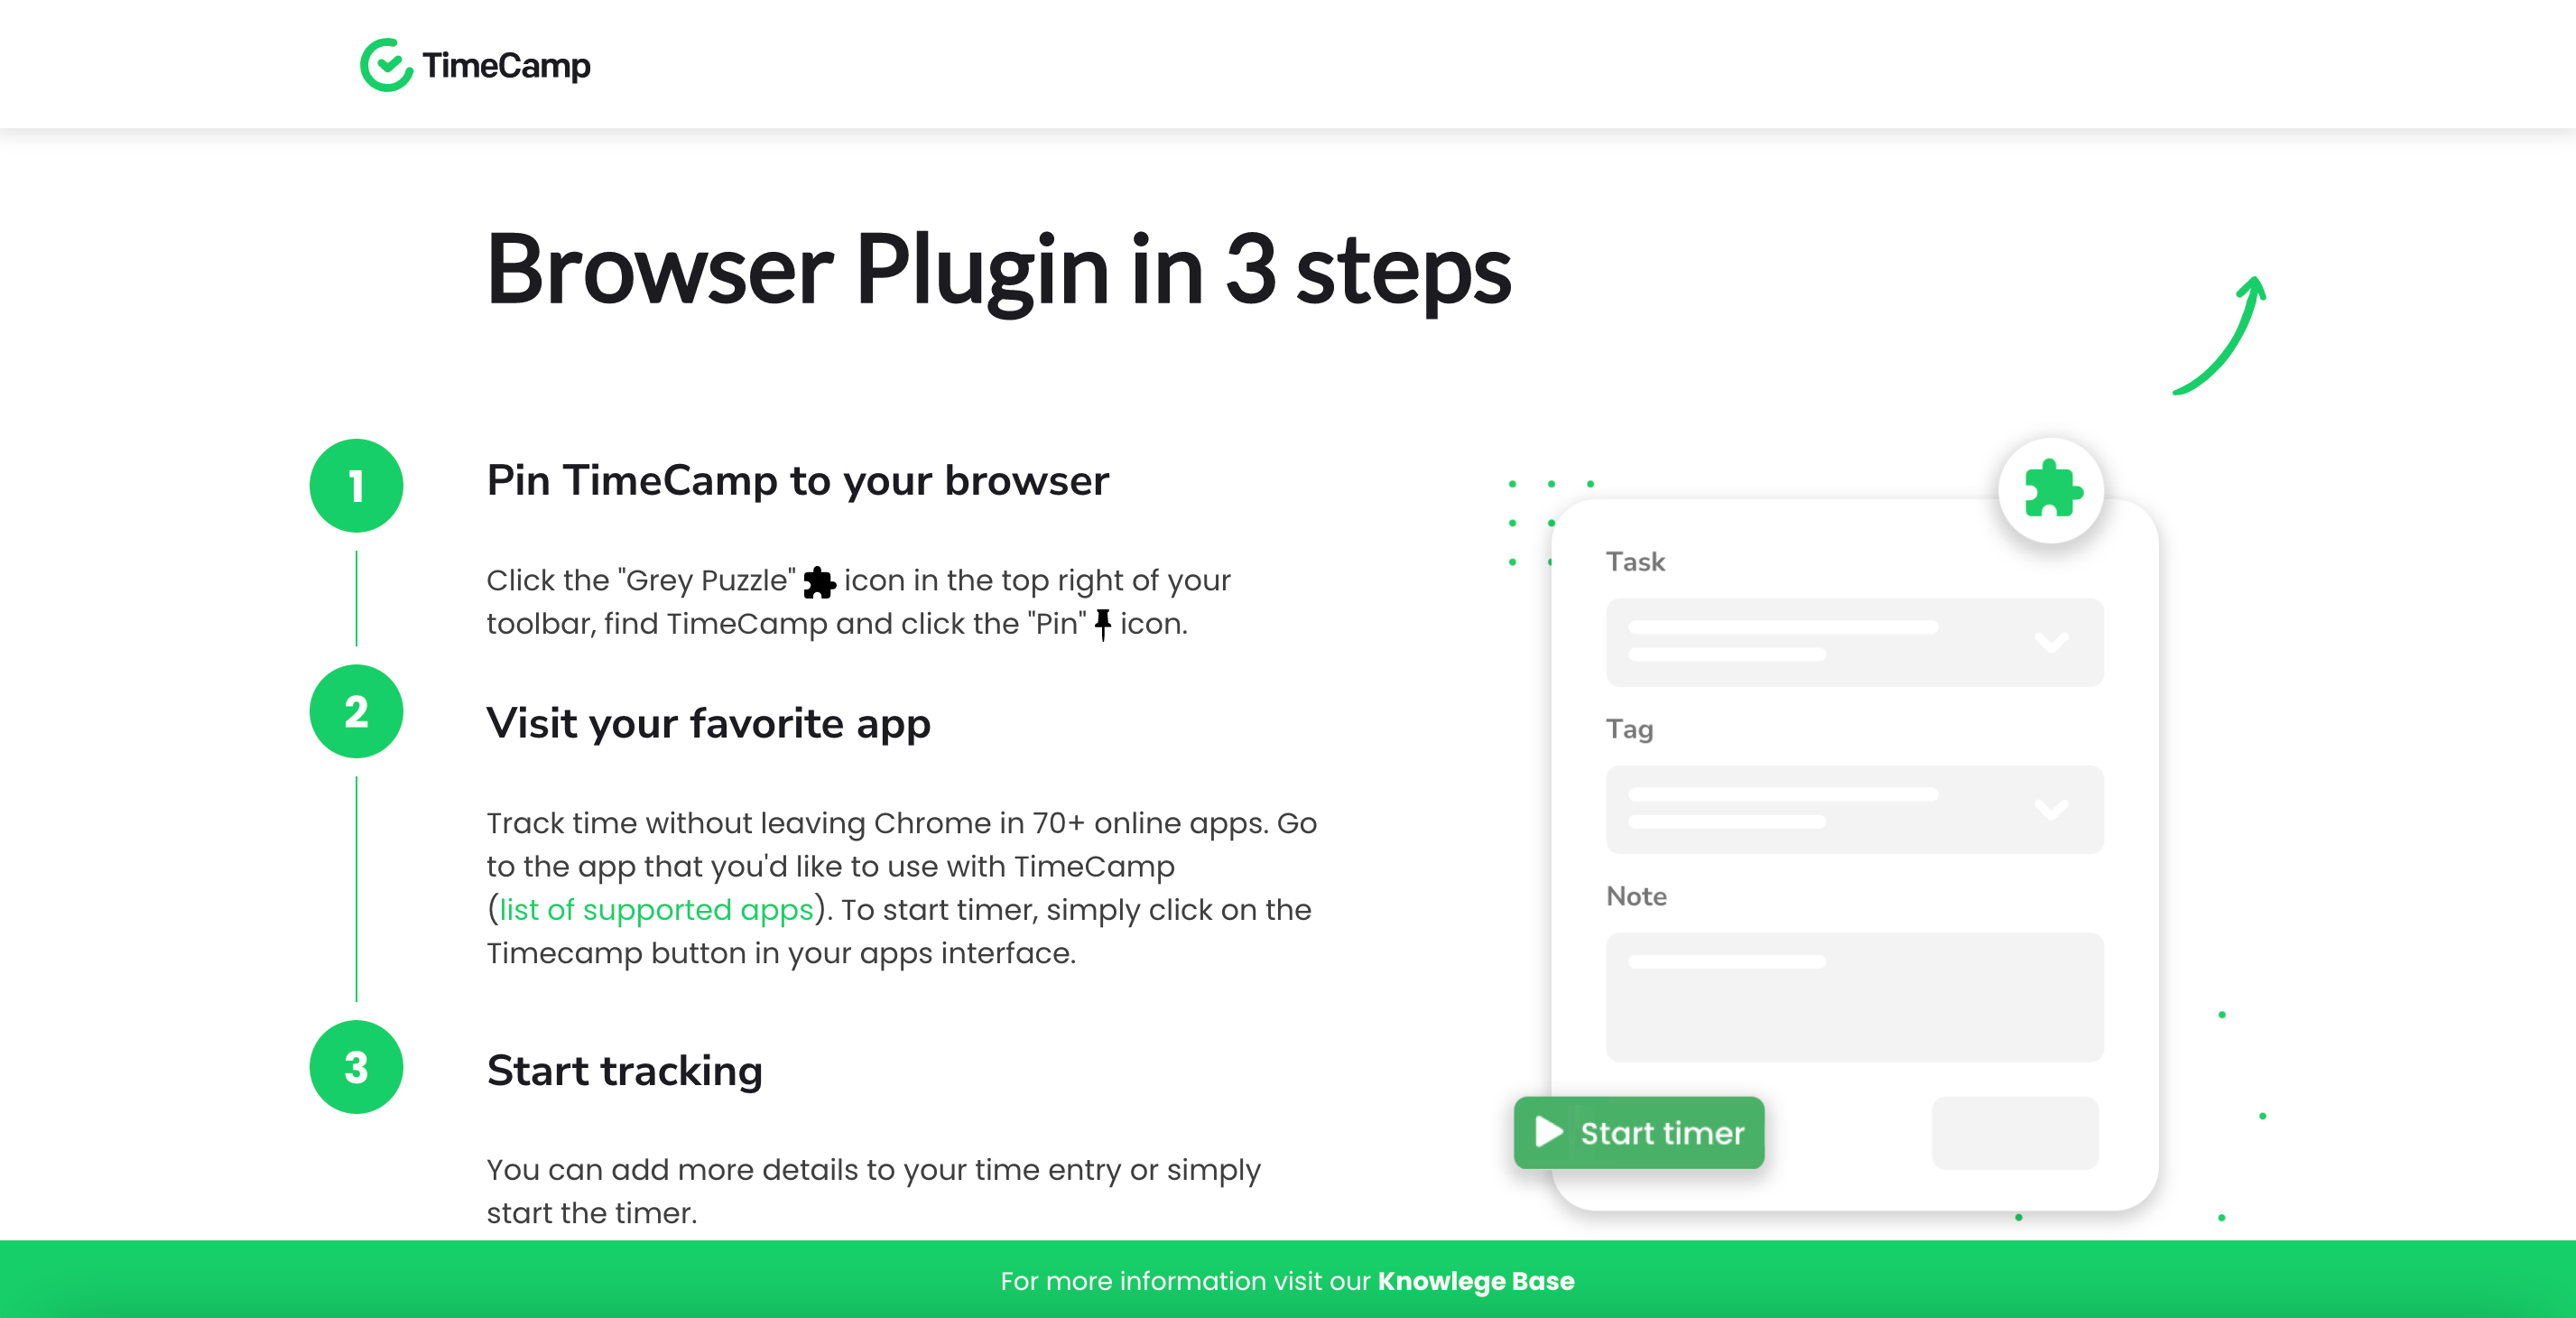 TimeCamp
Browser Plugin in 3 steps
1
Pin TimeCamp to your browser
Click the "Grey Puzzle" icon in the top right of your
toolbar, find TimeCamp and click the "Pin" icon.
2
Visit your favorite app
Track time without leaving Chrome in 70+ online apps. Go
to the app that you'd like to use with TimeCamp
(list of supported apps). To start timer, simply click on the
Timecamp button in your apps interface.
3
Start tracking
You can add more details to your time entry or simply
start the timer.
Task
Tag
Note
Start timer
For more information visit our Knowlege Base